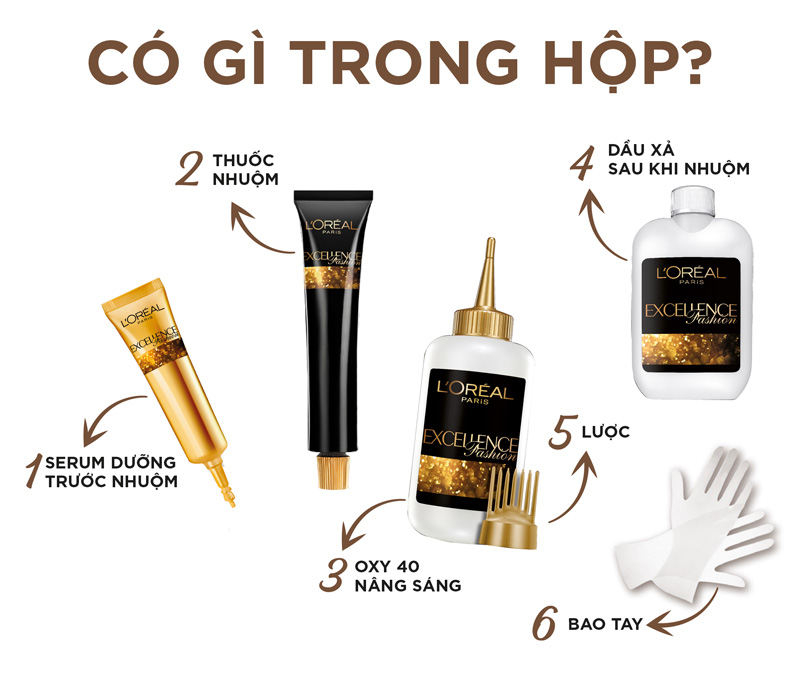 CÓ GÌ TRONG HỘP?
1 SERUM DƯỠNG
TRƯỚC NHUỘM
2 THUỐC
NHUỘM
3 OXY 40
NÂNG SÁNG
4 DẦU XẢ
SAU KHI NHUỘM
5 LƯỢC
6 BAO TAY
L'ORÉAL
PARIS
EXCELLENCE
Fashion
L'ORÉAL
PARIS
EXCELLENCE
Fashion
L'ORÉAL
PARIS
EXCELLENCE
Fashion
L'ORÉAL
PARIS
EXCELLENCE
Fashion